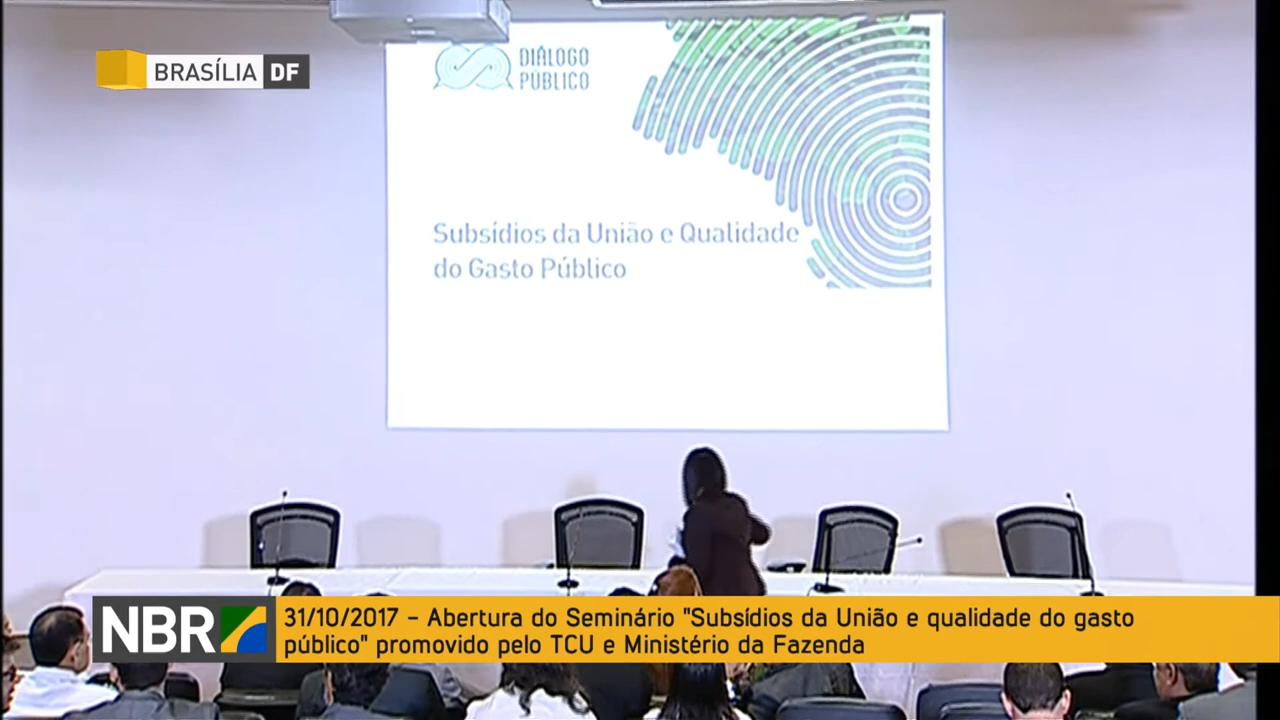 BRASÍLIA DF
DIÁLOGO
PÚBLICO
Subsídios da União e Qualidade
do Gasto Público
NBR
31/10/2017 - Abertura do Seminário "Subsídios da União e qualidade do gasto
público" promovido pelo TCU e Ministério da Fazenda